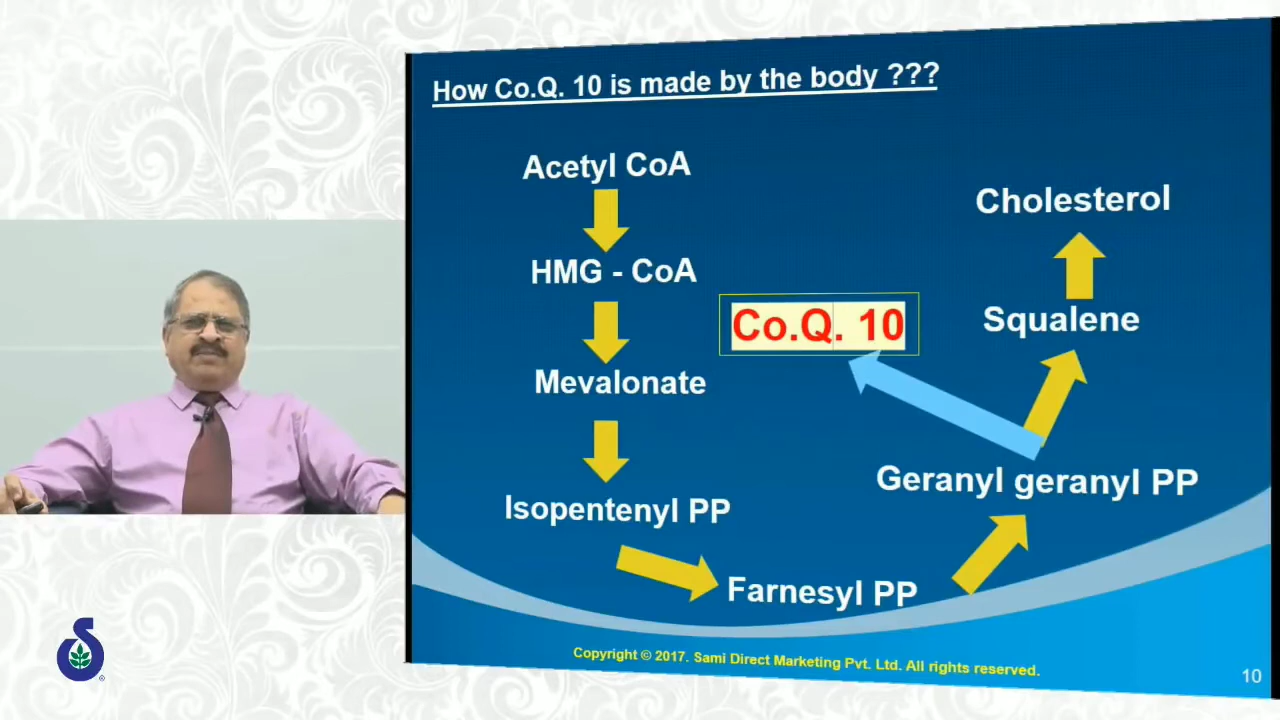 How Co.Q. 10 is made by the body ???
Acetyl CoA
HMG - CoA
Mevalonate
Isopentenyl PP
Farnesyl PP
Geranyl geranyl PP
Squalene
Cholesterol
Co.Q. 10
Copyright © 2017. Sami Direct Marketing Pvt. Ltd. All rights reserved.
10
®